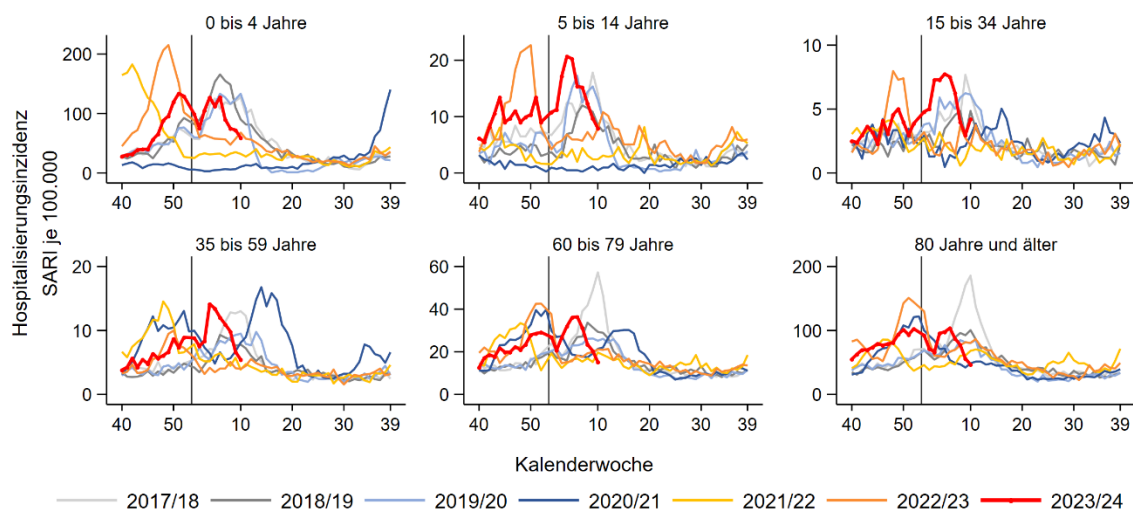 0 bis 4 Jahre
5 bis 14 Jahre
15 bis 34 Jahre
Hospitalisierungsinzidenz
SARI je 100.000
200
100
0
40 50 10 20 30 39
20
10
0
40 50 10 20 30 39
10
5
0
40 50 10 20 30 39
35 bis 59 Jahre
60 bis 79 Jahre
80 Jahre und älter
20
10
0
40 50 10 20 30 39
60
40
20
0
40 50 10 20 30 39
200
100
0
40 50 10 20 30 39
Kalenderwoche
2017/18 2018/19 2019/20 2020/21 2021/22 2022/23 2023/24